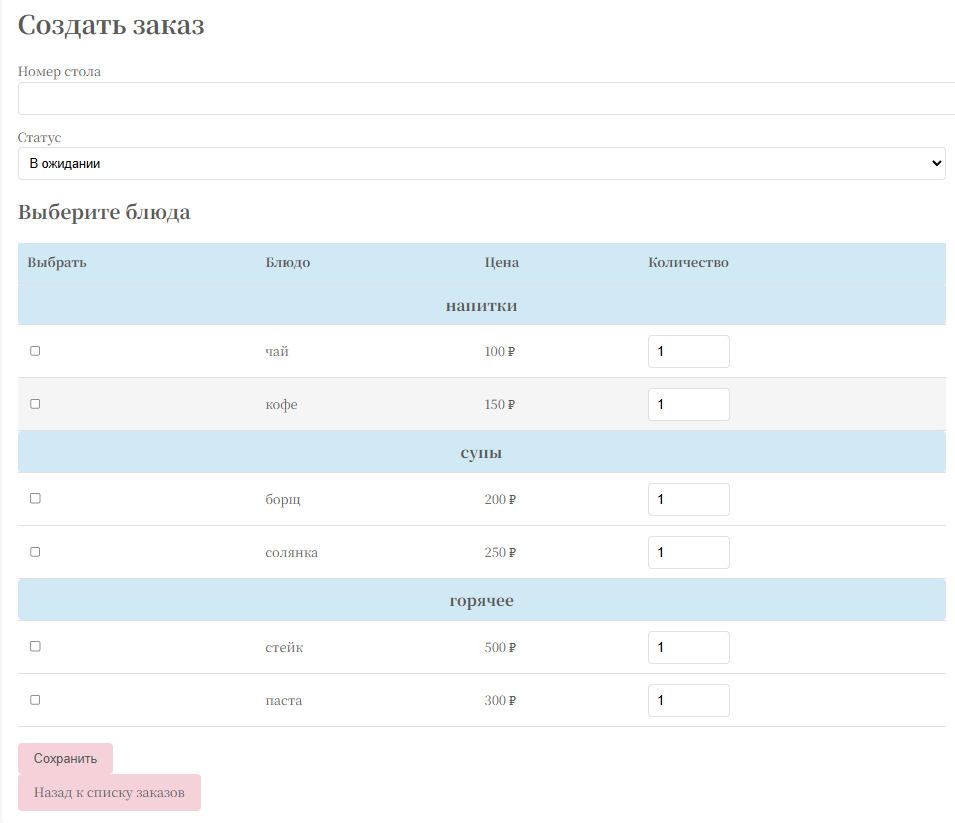 Создать заказ
Номер стола
Статус
В ожидании
Выберите блюда
Выбрать Блюдо Цена Количество
напитки
чай 100 ₽ 1
кофе 150 ₽ 1
супы
борщ 200 ₽ 1
солянка 250 ₽ 1
горячее
стейк 500 ₽ 1
паста 300 ₽ 1
Сохранить
Назад к списку заказов